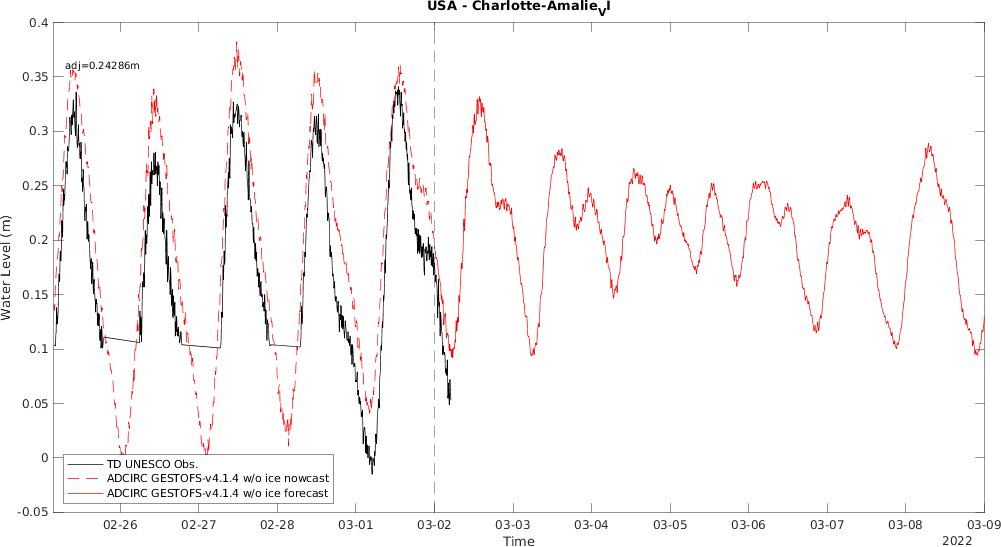 USA - Charlotte-Amalie_VI
adj=0.24286m
0.4
0.35
0.3
0.25
0.2
0.15
0.1
0.05
0
-0.05
Water Level (m)
TD UNESCO Obs.
ADCIRC GESTOFS-v4.1.4 w/o ice nowcast
ADCIRC GESTOFS-v4.1.4 w/o ice forecast
02-26 02-27 02-28 03-01 03-02 03-03 03-04 03-05 03-06 03-07 03-08 03-09
Time
2022